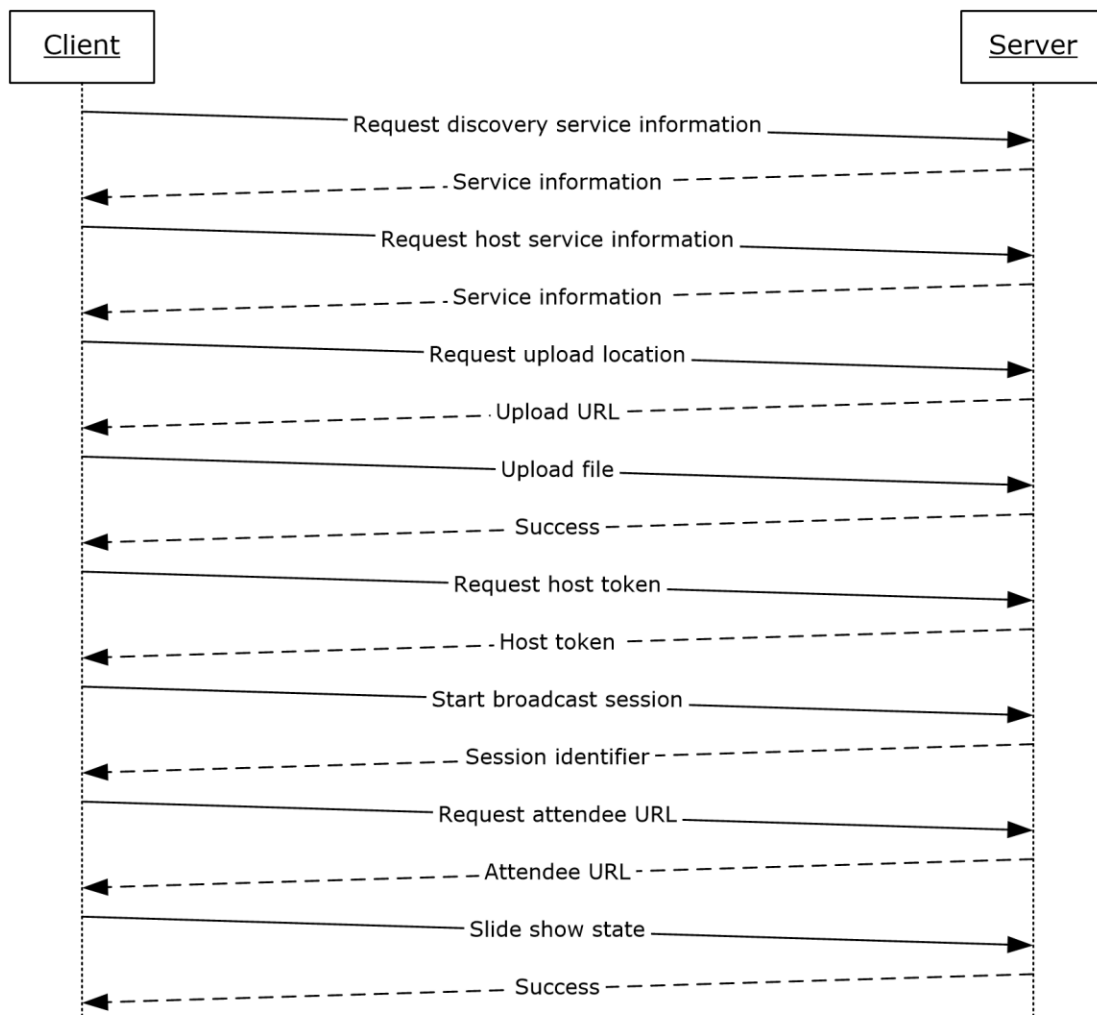 Client
Server
Request discovery service information
Service information
Request host service information
Service information
Request upload location
Upload URL
Upload file
Success
Request host token
Host token
Start broadcast session
Session identifier
Request attendee URL
Attendee URL
Slide show state
Success